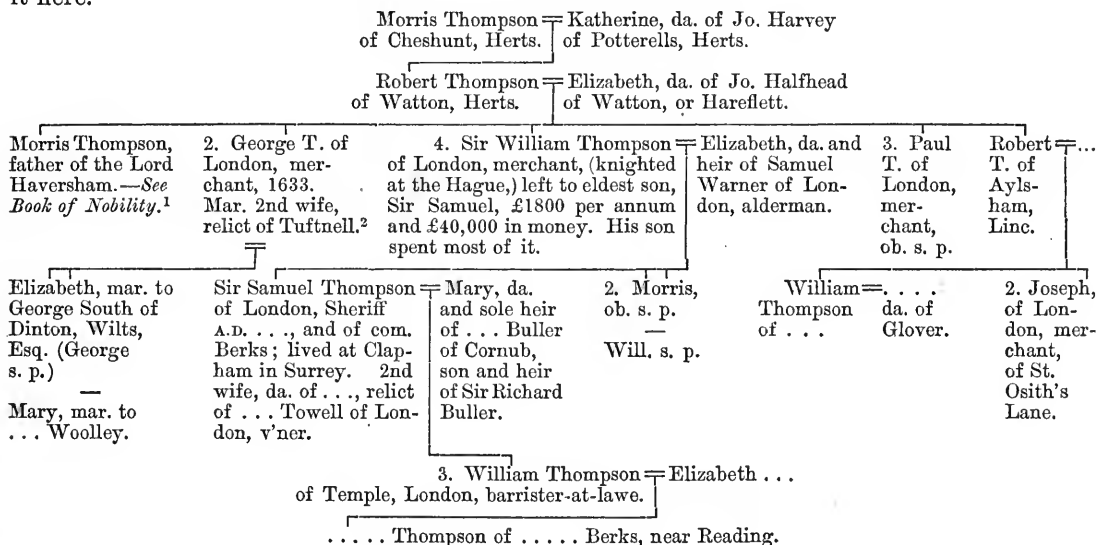 it here.
Morris Thompson = Katherine, da. of Jo. Harvey
of Cheshunt, Herts. of Potterells, Herts.
Robert Thompson = Elizabeth, da. of Jo. Halfhead
of Watton, Herts. of Watton, or Hareflett.
Morris Thompson,
father of the Lord
Haversham.—See
Book of Nobility.¹
2. George T. of
London, mer-
chant, 1633.
Mar. 2nd wife,
relict of Tuftnell.²
4. Sir William Thompson =
of London, merchant, (knighted
at the Hague,) left to eldest son,
Sir Samuel, £1800 per annum
and £40,000 in money. His son
spent most of it.
Elizabeth, da. and
heir of Samuel
Warner of Lon-
don, alderman.
3. Paul
T. of
London,
mer-
chant,
ob. s. p.
Robert = ...
T. of
Ayls-
ham,
Linc.
Elizabeth, mar. to
George South of
Dinton, Wilts,
Esq. (George
s. p.)
—
Mary, mar. to
. . . Woolley.
Sir Samuel Thompson =
of London, Sheriff
A.D. . . ., and of com.
Berks; lived at Clap-
ham in Surrey. 2nd
wife, da. of . . ., relict
of . . . Towell of Lon-
don, v'ner.
Mary, da.
and sole heir
of . . . Buller
of Cornub,
son and heir
of Sir Richard
Buller.
2. Morris,
ob. s. p.
—
Will. s. p.
William =
Thompson
of . . .
. . . .
da. of
Glover.
2. Joseph,
of Lon-
don, mer-
chant,
of St.
Osith's
Lane.
3. William Thompson = Elizabeth . . .
of Temple, London, barrister-at-lawe.
. . . . . Thompson of . . . . . Berks, near Reading.